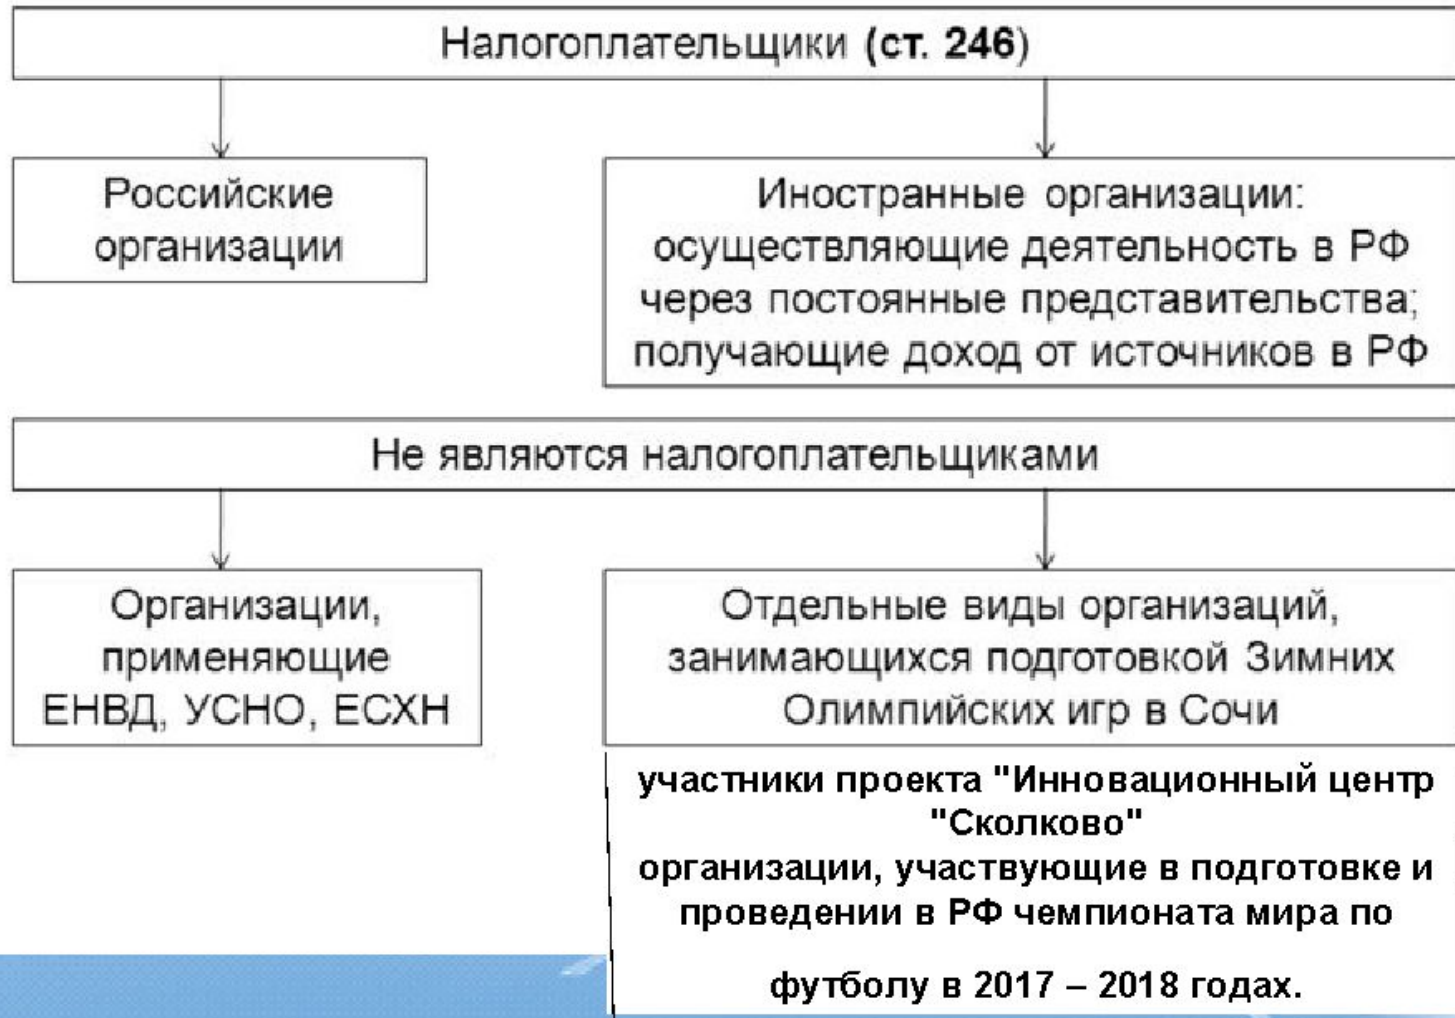 Налогоплательщики (ст. 246)
Российские
организации
Иностранные организации:
осуществляющие деятельность в РФ
через постоянные представительства;
получающие доход от источников в РФ
Не являются налогоплательщиками
Организации,
применяющие
ЕНВД, УСНО, ЕСХН
Отдельные виды организаций,
занимающихся подготовкой Зимних
Олимпийских игр в Сочи
участники проекта "Инновационный центр
"Сколково"
организации, участвующие в подготовке и
проведении в РФ чемпионата мира по
футболу в 2017 – 2018 годах.